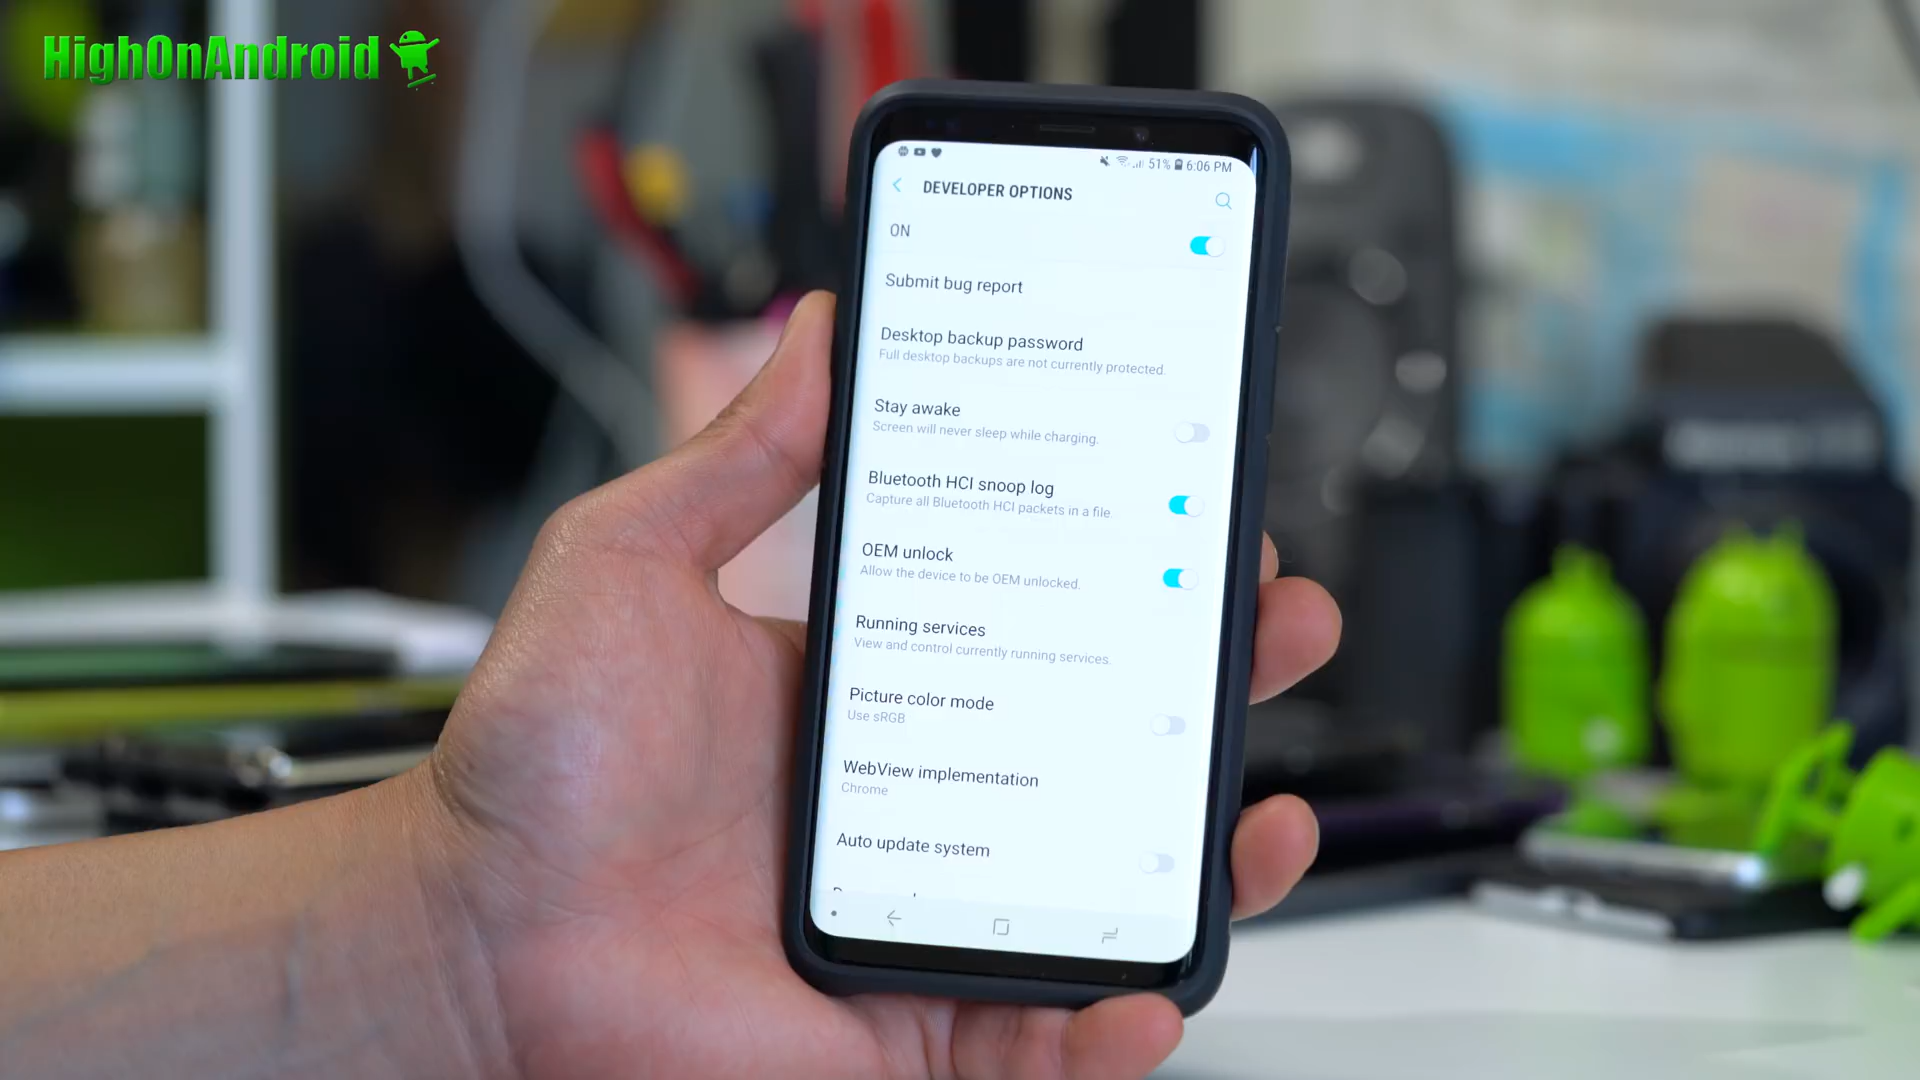 HighOnAndroid
51% 6:06 PM
DEVELOPER OPTIONS
ON
Submit bug report
Desktop backup password
Full desktop backups are not currently protected.
Stay awake
Screen will never sleep while charging.
Bluetooth HCI snoop log
Capture all Bluetooth HCI packets in a file.
OEM unlock
Allow the device to be OEM unlocked.
Running services
View and control currently running services.
Picture color mode
Use sRGB
WebView implementation
Chrome
Auto update system